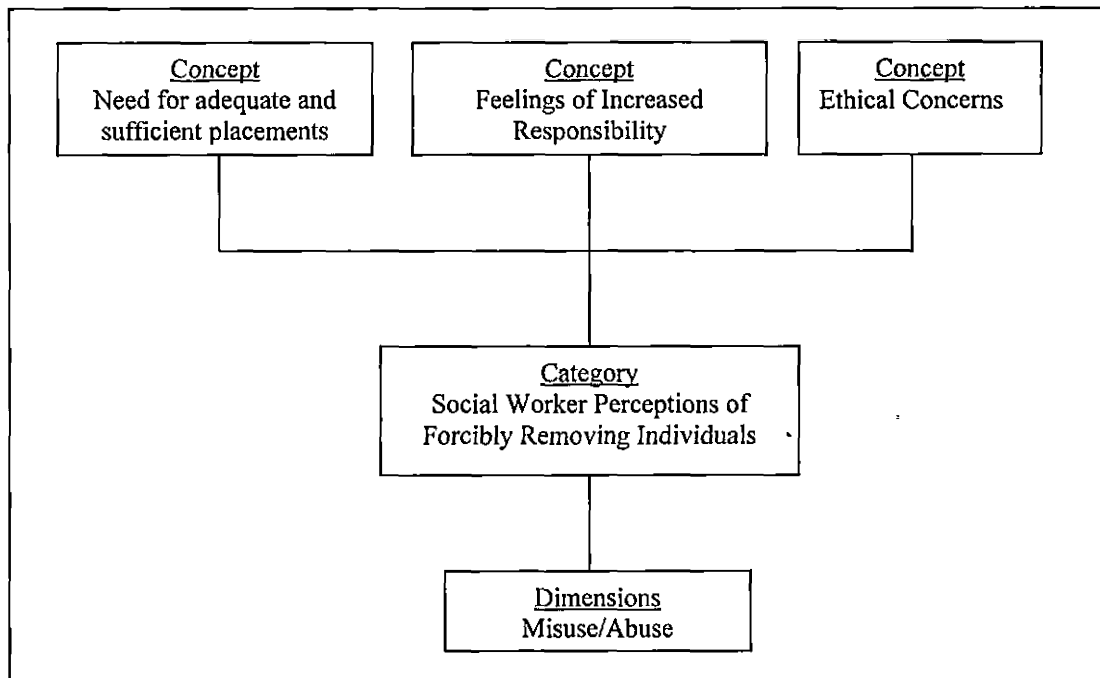 Concept
Need for adequate and
sufficient placements
Concept
Feelings of Increased
Responsibility
Concept
Ethical Concerns
Category
Social Worker Perceptions of
Forcibly Removing Individuals
Dimensions
Misuse/Abuse